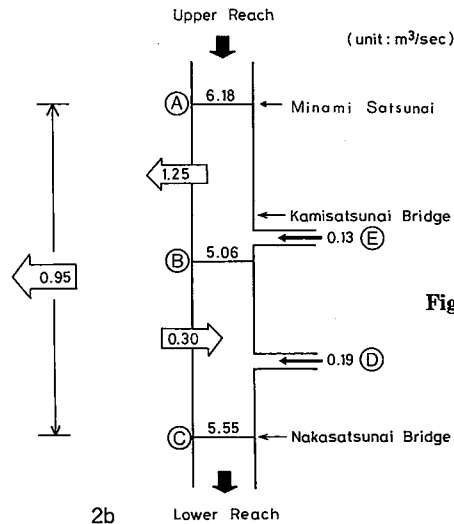 Upper Reach
(unit: m³/sec)
Ⓐ 6.18 Minami Satsunai
1.25
Kamisatsunai Bridge
0.13 Ⓔ
Ⓑ 5.06
0.95
Fig
0.30
0.19 Ⓓ
Ⓒ 5.55 Nakasatsunai Bridge
2b Lower Reach